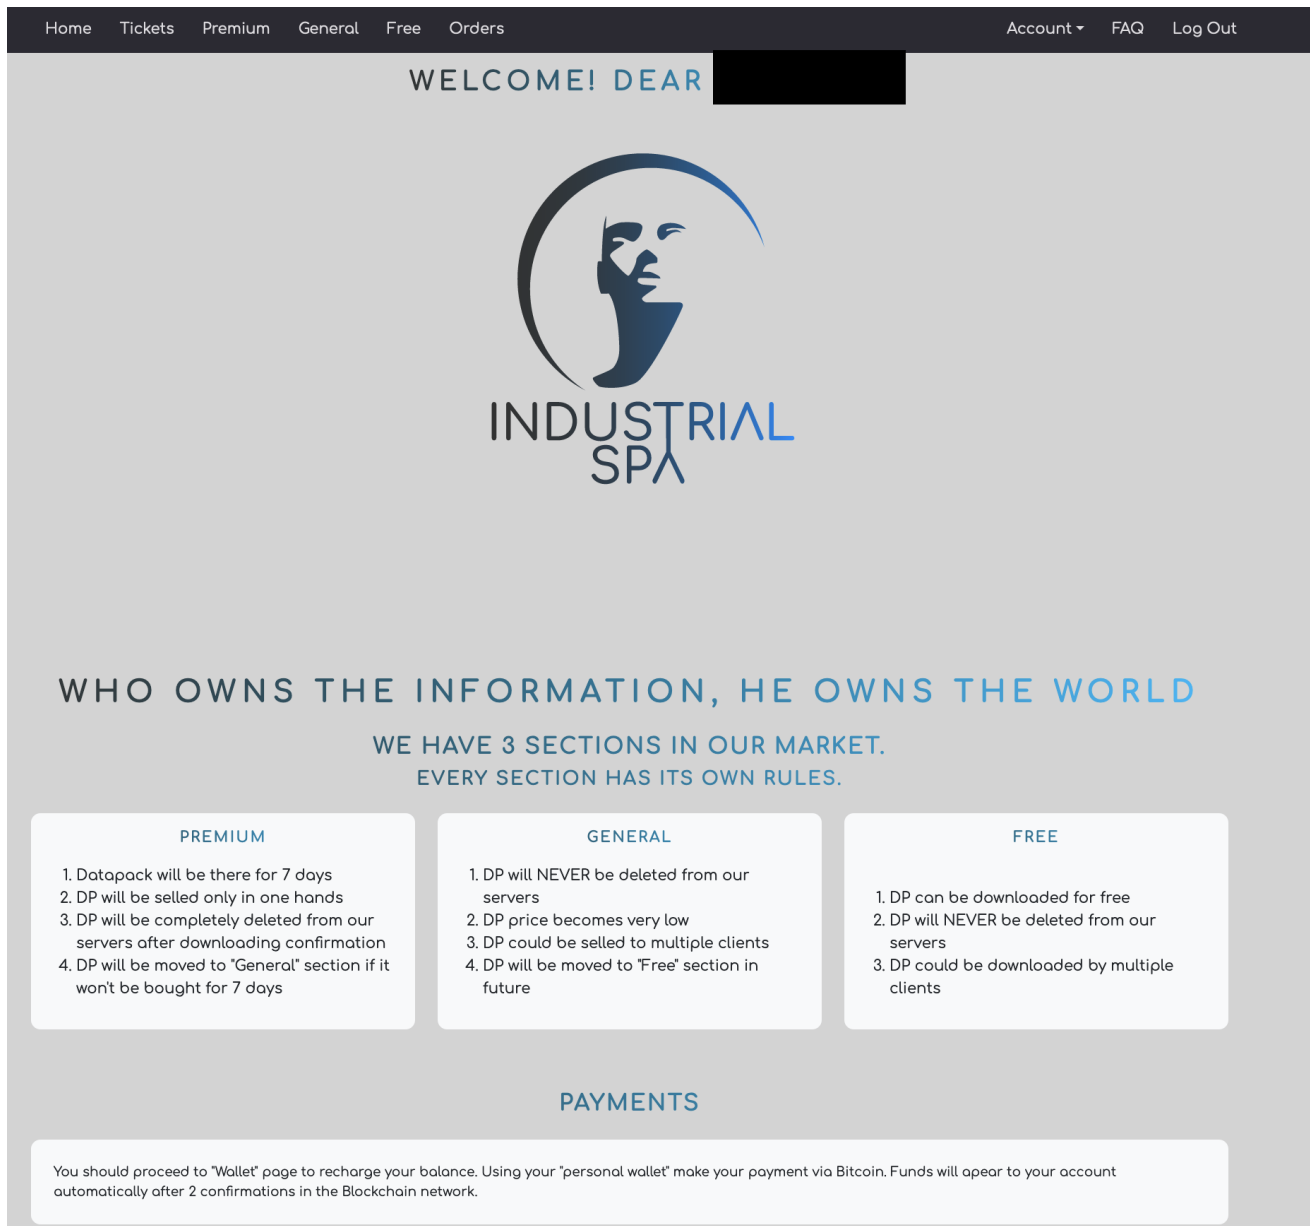 Home Tickets Premium General Free Orders Account FAQ Log Out
WELCOME! DEAR
INDUSTRIAL
SPA
WHO OWNS THE INFORMATION, HE OWNS THE WORLD
WE HAVE 3 SECTIONS IN OUR MARKET.
EVERY SECTION HAS ITS OWN RULES.
PREMIUM
1. Datapack will be there for 7 days
2. DP will be selled only in one hands
3. DP will be completely deleted from our
servers after downloading confirmation
4. DP will be moved to "General" section if it
won't be bought for 7 days
GENERAL
1. DP will NEVER be deleted from our
servers
2. DP price becomes very low
3. DP could be selled to multiple clients
4. DP will be moved to "Free" section in
future
FREE
1. DP can be downloaded for free
2. DP will NEVER be deleted from our
servers
3. DP could be downloaded by multiple
clients
PAYMENTS
You should proceed to "Wallet" page to recharge your balance. Using your "personal wallet" make your payment via Bitcoin. Funds will apear to your account
automatically after 2 confirmations in the Blockchain network.